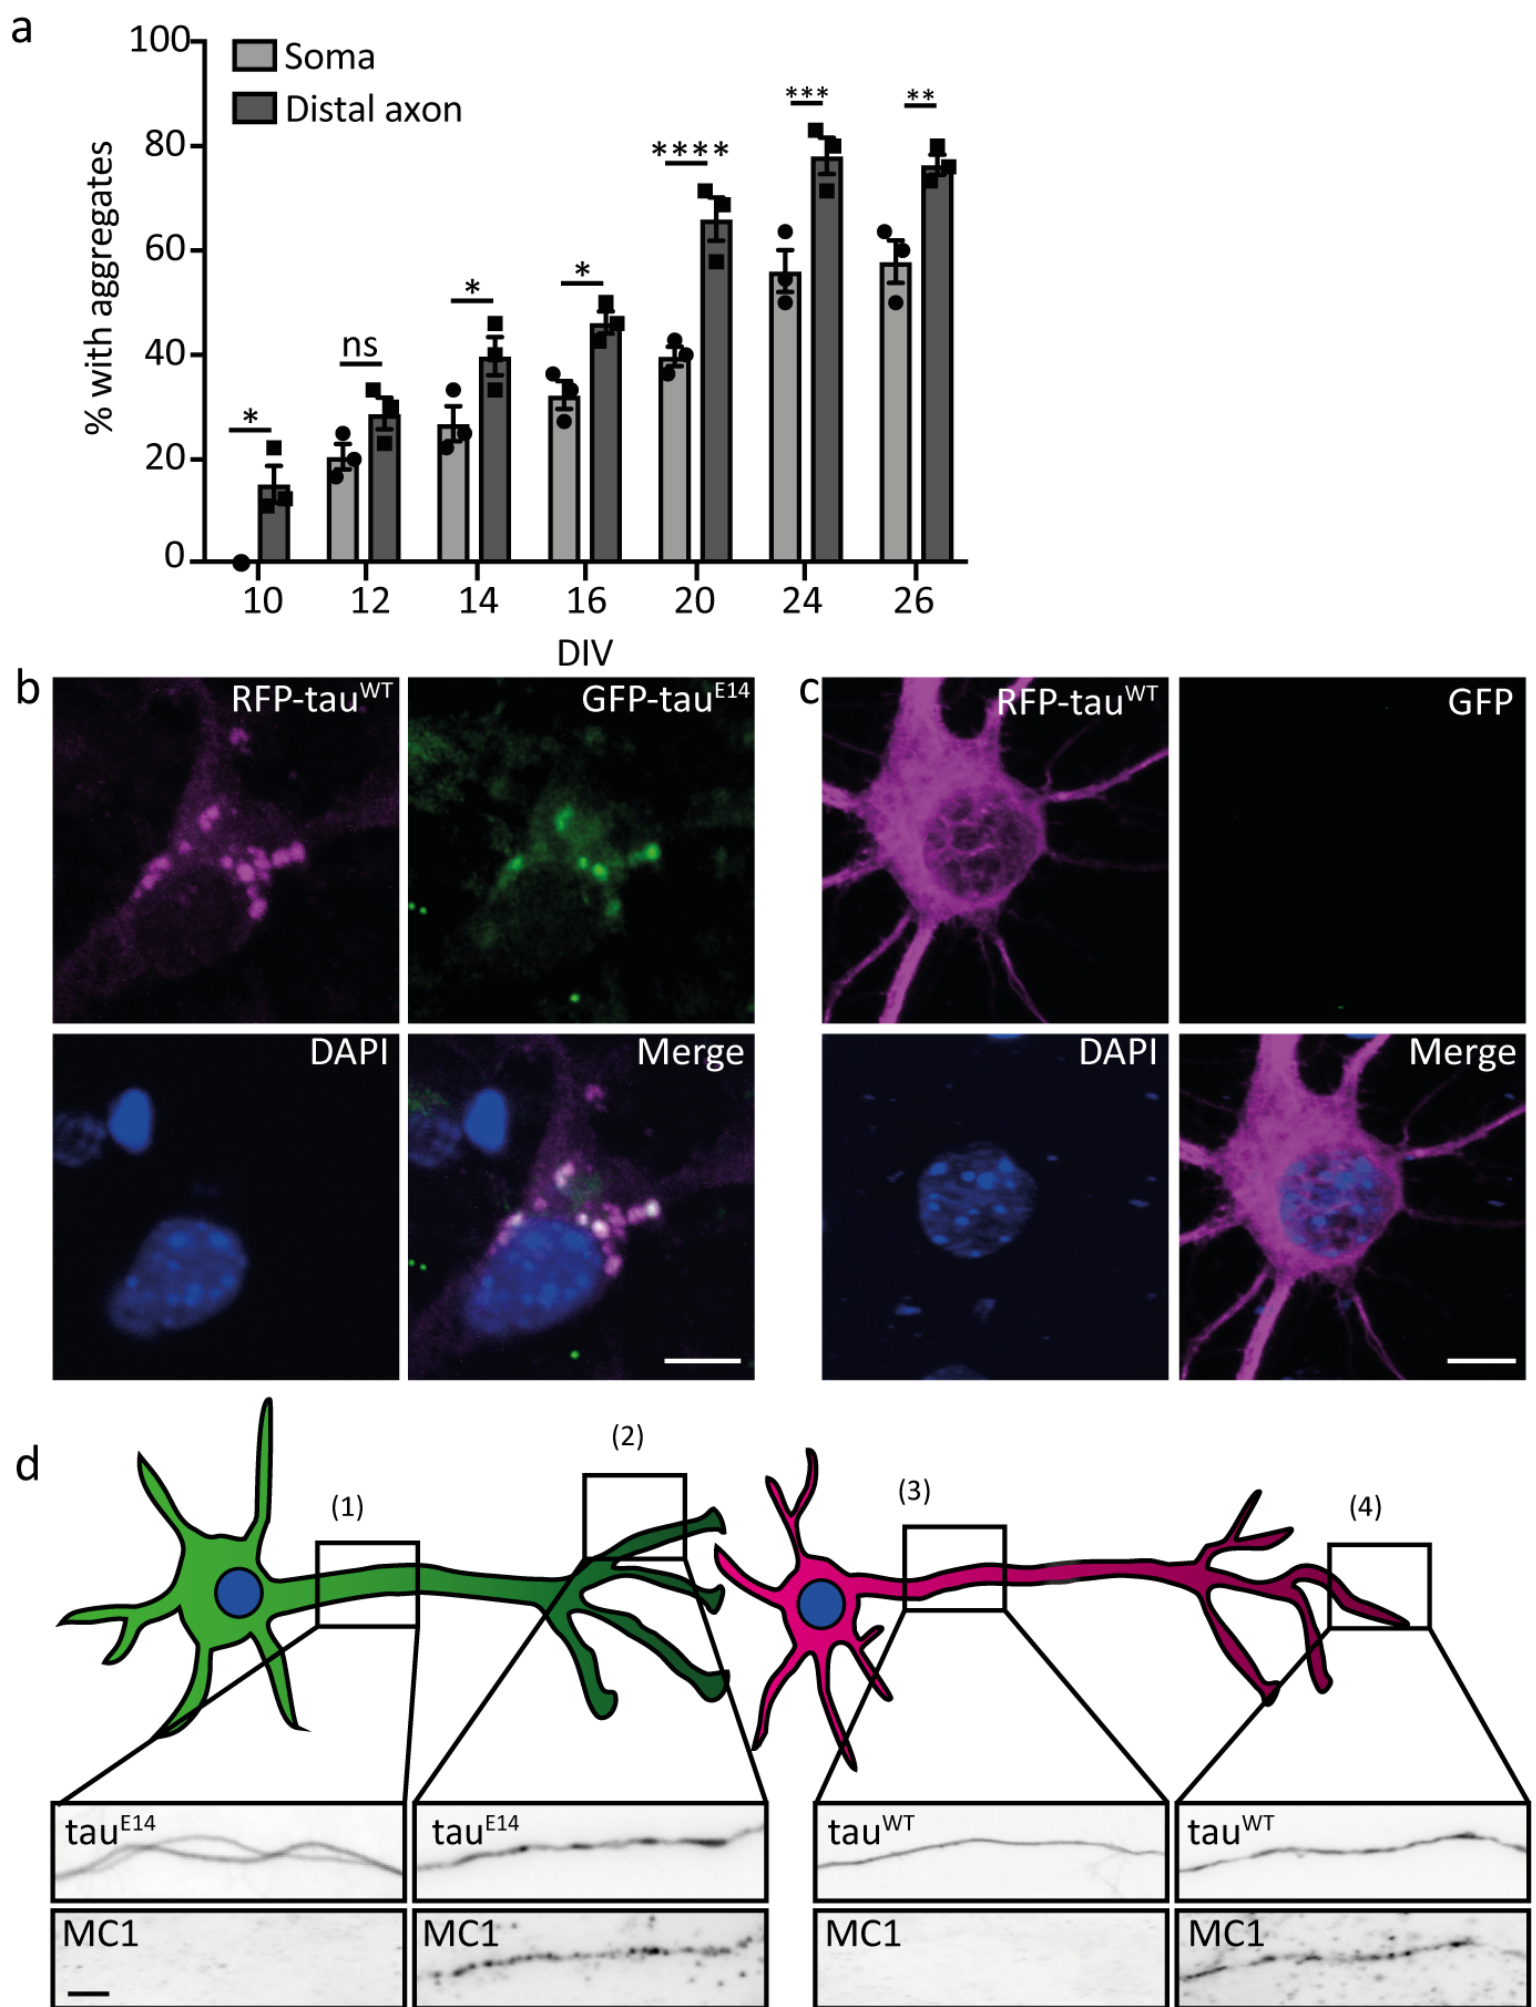 a
100
80
60
40
20
0
% with aggregates
Soma
Distal axon
*
ns
*
*
****
***
**
10 12 14 16 20 24 26
DIV
b
RFP-tauWT
GFP-tauE14
DAPI
Merge
c
RFP-tauWT
GFP
DAPI
Merge
d
(1)
(2)
(3)
(4)
tauE14
tauE14
tauWT
tauWT
MC1
MC1
MC1
MC1